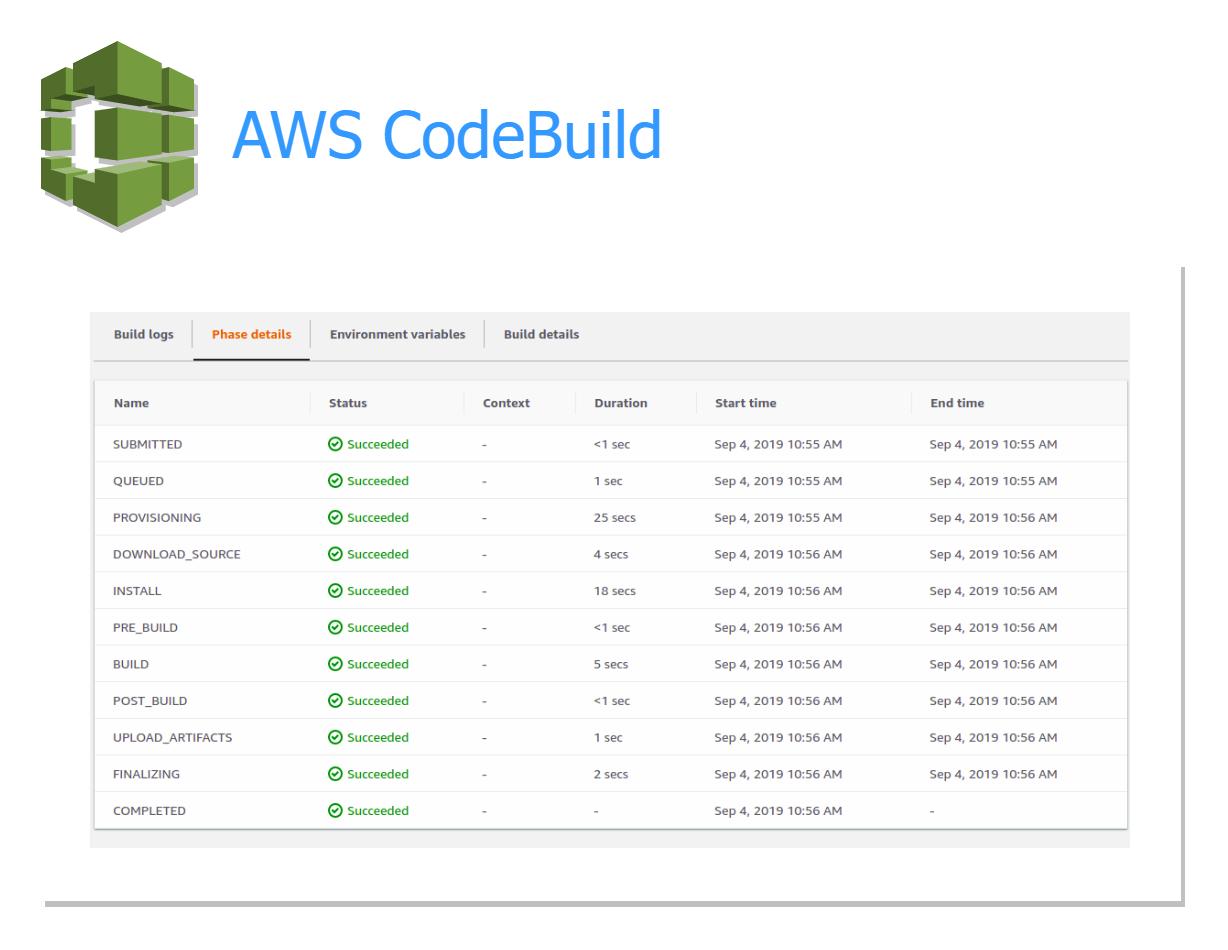 AWS CodeBuild
Build logs Phase details Environment variables Build details
Name Status Context Duration Start time End time
SUBMITTED Succeeded - <1 sec Sep 4, 2019 10:55 AM Sep 4, 2019 10:55 AM
QUEUED Succeeded - 1 sec Sep 4, 2019 10:55 AM Sep 4, 2019 10:55 AM
PROVISIONING Succeeded - 25 secs Sep 4, 2019 10:55 AM Sep 4, 2019 10:56 AM
DOWNLOAD_SOURCE Succeeded - 4 secs Sep 4, 2019 10:56 AM Sep 4, 2019 10:56 AM
INSTALL Succeeded - 18 secs Sep 4, 2019 10:56 AM Sep 4, 2019 10:56 AM
PRE_BUILD Succeeded - <1 sec Sep 4, 2019 10:56 AM Sep 4, 2019 10:56 AM
BUILD Succeeded - 5 secs Sep 4, 2019 10:56 AM Sep 4, 2019 10:56 AM
POST_BUILD Succeeded - <1 sec Sep 4, 2019 10:56 AM Sep 4, 2019 10:56 AM
UPLOAD_ARTIFACTS Succeeded - 1 sec Sep 4, 2019 10:56 AM Sep 4, 2019 10:56 AM
FINALIZING Succeeded - 2 secs Sep 4, 2019 10:56 AM Sep 4, 2019 10:56 AM
COMPLETED Succeeded - - Sep 4, 2019 10:56 AM -